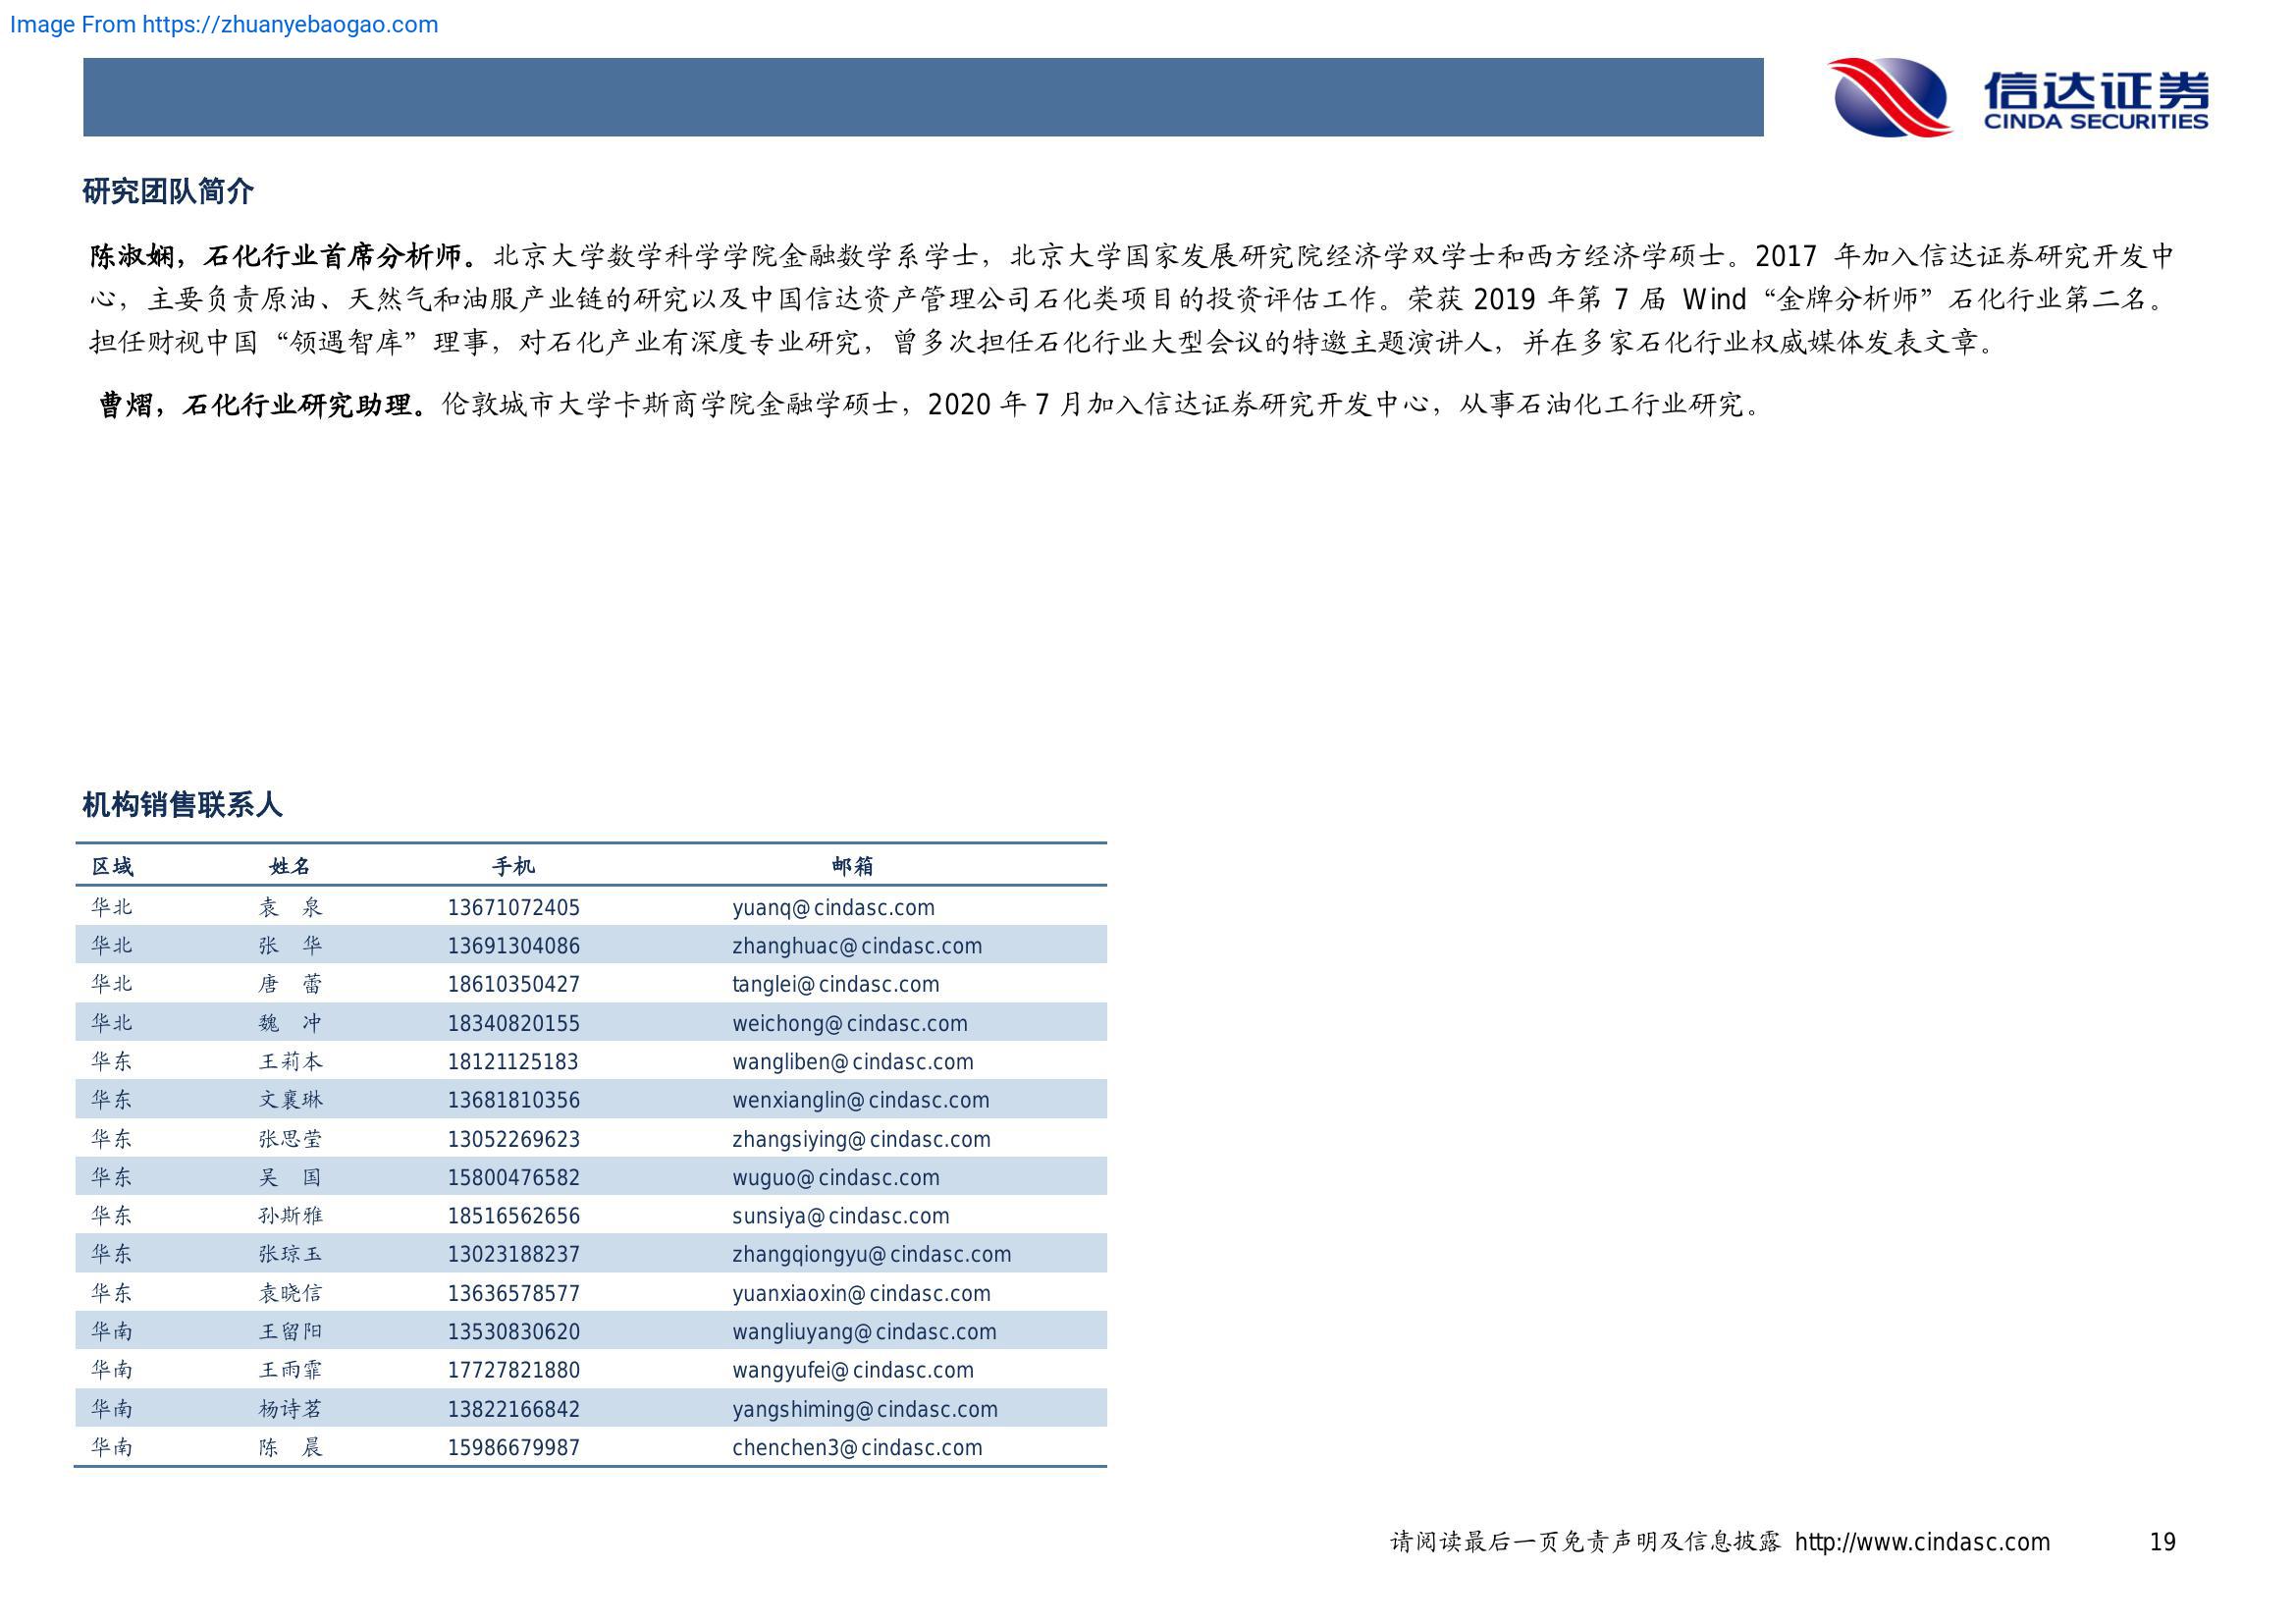 Image From https://zhuanyebaogao.com
信达证券
CINDA SECURITIES
研究团队简介
陈淑娴，石化行业首席分析师。北京大学数学科学学院金融数学系学士，北京大学国家发展研究院经济学双学士和西方经济学硕士。2017 年加入信达证券研究开发中
心，主要负责原油、天然气和油服产业链的研究以及中国信达资产管理公司石化类项目的投资评估工作。荣获 2019 年第 7 届 Wind“金牌分析师”石化行业第二名。
担任财视中国“领遇智库”理事，对石化产业有深度专业研究，曾多次担任石化行业大型会议的特邀主题演讲人，并在多家石化行业权威媒体发表文章。
曹熠，石化行业研究助理。伦敦城市大学卡斯商学院金融学硕士，2020 年 7 月加入信达证券研究开发中心，从事石油化工行业研究。
机构销售联系人
区域 姓名 手机 邮箱
华北 袁 泉 13671072405 yuanq@cindasc.com
华北 张 华 13691304086 zhanghuac@cindasc.com
华北 唐 蕾 18610350427 tanglei@cindasc.com
华北 魏 冲 18340820155 weichong@cindasc.com
华东 王莉本 18121125183 wangliben@cindasc.com
华东 文襄琳 13681810356 wenxianglin@cindasc.com
华东 张思莹 13052269623 zhangsiying@cindasc.com
华东 吴 国 15800476582 wuguo@cindasc.com
华东 孙斯雅 18516562656 sunsiya@cindasc.com
华东 张琼玉 13023188237 zhangqiongyu@cindasc.com
华东 袁晓信 13636578577 yuanxiaoxin@cindasc.com
华南 王留阳 13530830620 wangliuyang@cindasc.com
华南 王雨霏 17727821880 wangyufei@cindasc.com
华南 杨诗茗 13822166842 yangshiming@cindasc.com
华南 陈 晨 15986679987 chenchen3@cindasc.com
请阅读最后一页免责声明及信息披露 http://www.cindasc.com 19